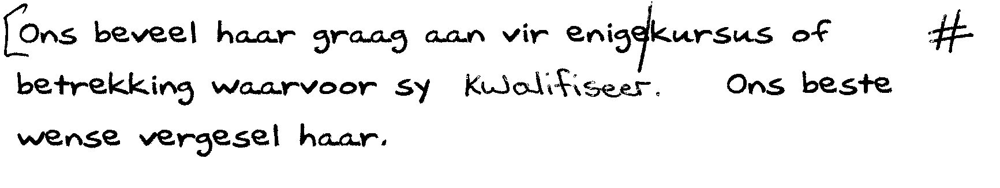 [Ons beveel haar graag aan vir enige/kursus of #
betrekking waarvoor sy kwalifiseer. Ons beste
wense vergesel haar.